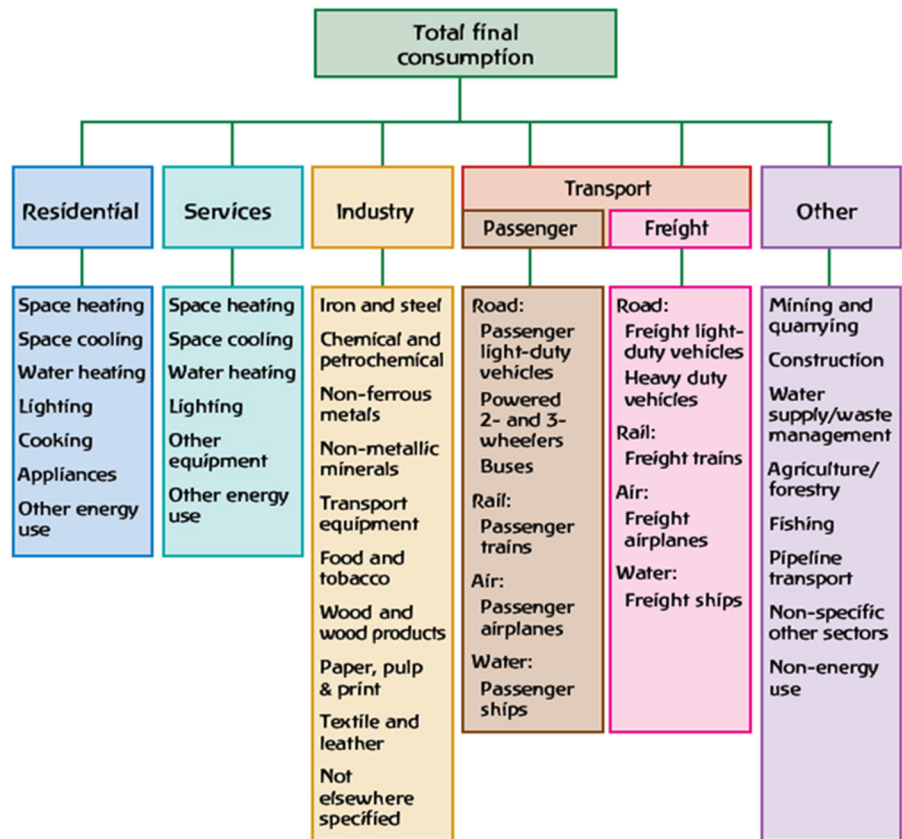 Total final
consumption
Residential
Services
Industry
Transport
Passenger
Freight
Other
Space heating
Space cooling
Water heating
Lighting
Cooking
Appliances
Other energy
use
Space heating
Space cooling
Water heating
Lighting
Other
equipment
Other energy
use
Iron and steel
Chemical and
petrochemical
Non-ferrous
metals
Non-metallic
minerals
Transport
equipment
Food and
tobacco
Wood and
wood products
Paper, pulp
& print
Textile and
leather
Not
elsewhere
specified
Road:
Passenger
light-duty
vehicles
Powered
2- and 3-
wheelers
Buses
Rail:
Passenger
trains
Air:
Passenger
airplanes
Water:
Passenger
ships
Road:
Freight light-
duty vehicles
Heavy duty
vehicles
Rail:
Freight trains
Air:
Freight
airplanes
Water:
Freight ships
Mining and
quarrying
Construction
Water
supply/waste
management
Agriculture/
forestry
Fishing
Pipeline
transport
Non-specific
other sectors
Non-energy
use